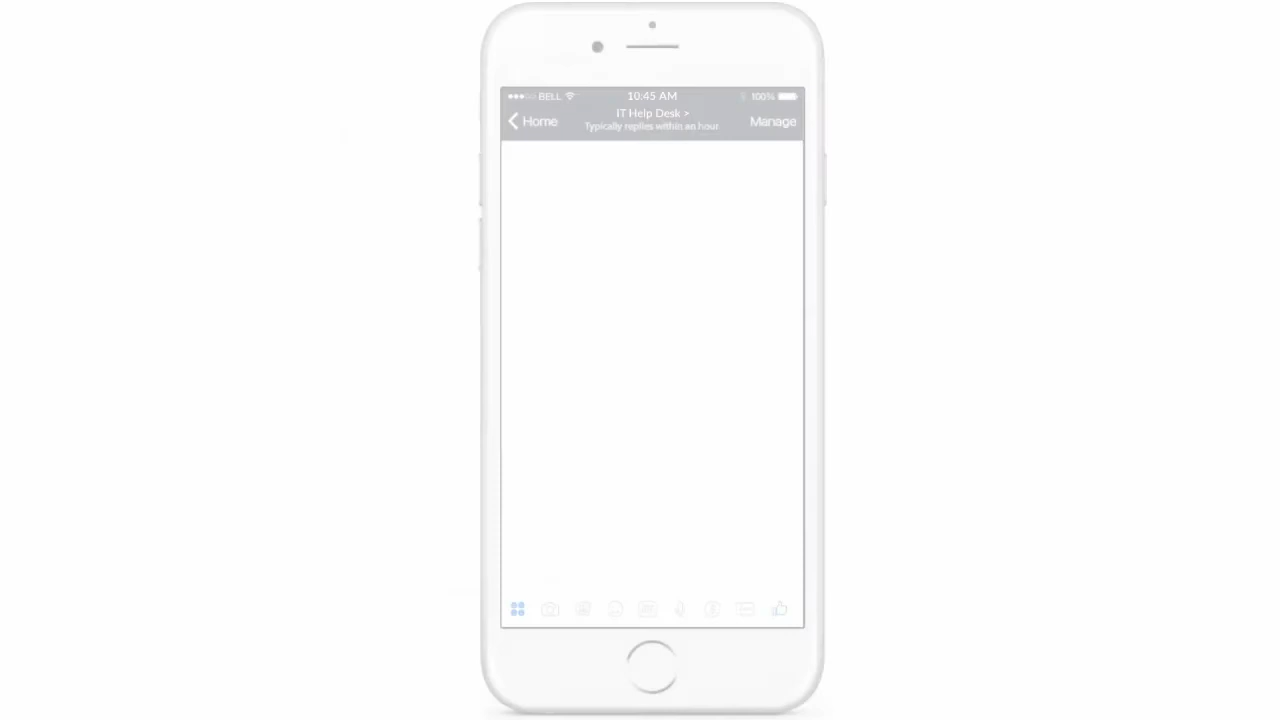 BELL
10:45 AM
100%
Home
IT Help Desk >
Typically replies within an hour
Manage